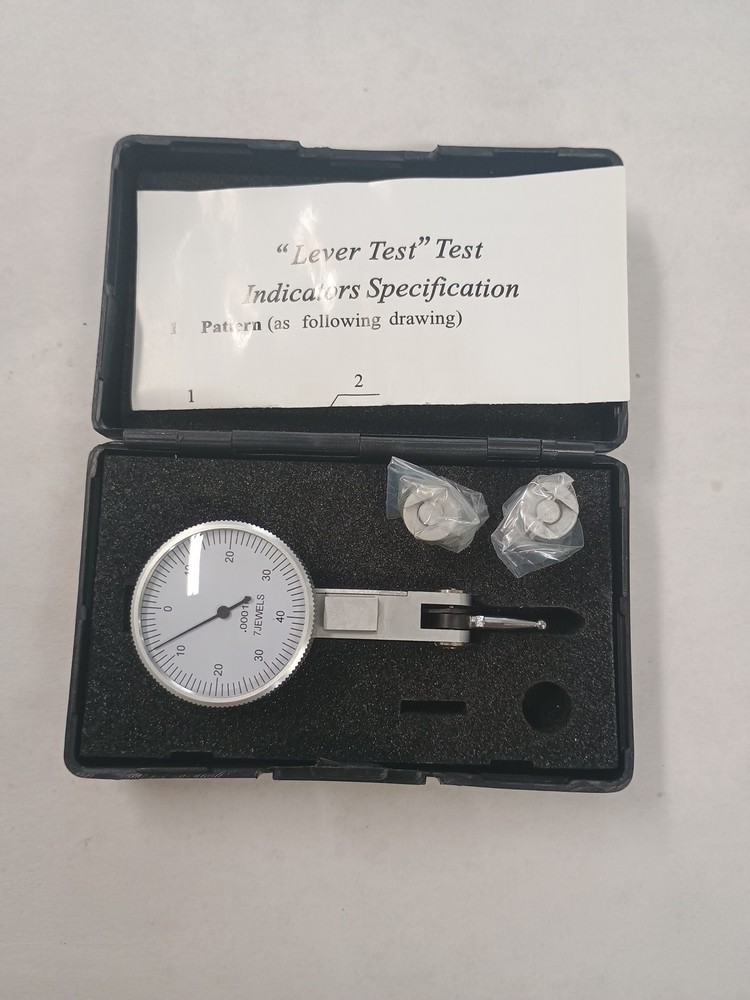 “Lever Test” Test
Indicators Specification
1 Pattern (as following drawing)
1
2
0
10
20
30
40
30
20
10
.0001"
7JEWELS